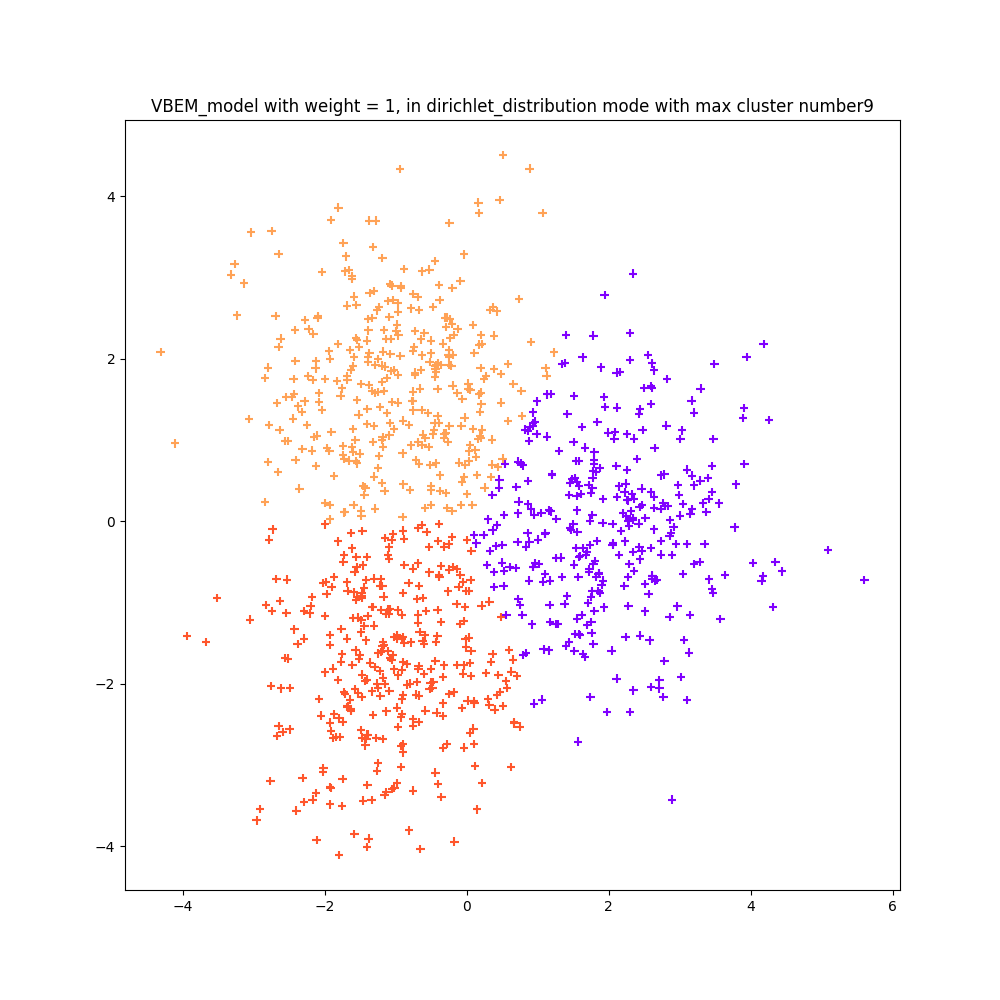 VBEM_model with weight = 1, in dirichlet_distribution mode with max cluster number9
4
2
0
−2
−4
−4 −2 0 2 4 6